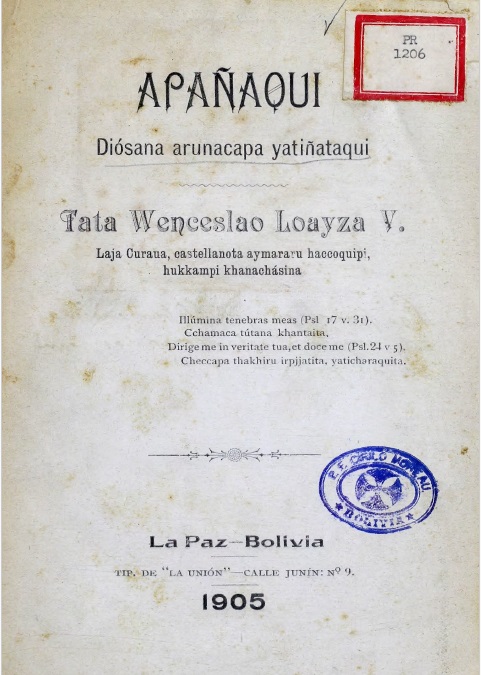 PR
1206
APAÑAQUI
Diósana arunacapa yatiñataqui
Tata Wenceslao Loayza V.
Laja Curaua, castellanota aymararu haccoquipi,
hukkampi khanachásina
Illúmina tenebras meas (Psl 17 v. 31).
Cchamaca tútana khantaita,
Dirige me in veritate tua, et doce me (Psl. 24 v 5),
Checcapa thakhiru irpjjatita, yaticharaquita.
P. F. MOREAU
BOLIVIA
La Paz—Bolivia
TIP. DE "LA UNIÓN"—CALLE JUNÍN: Nº 9.
1905